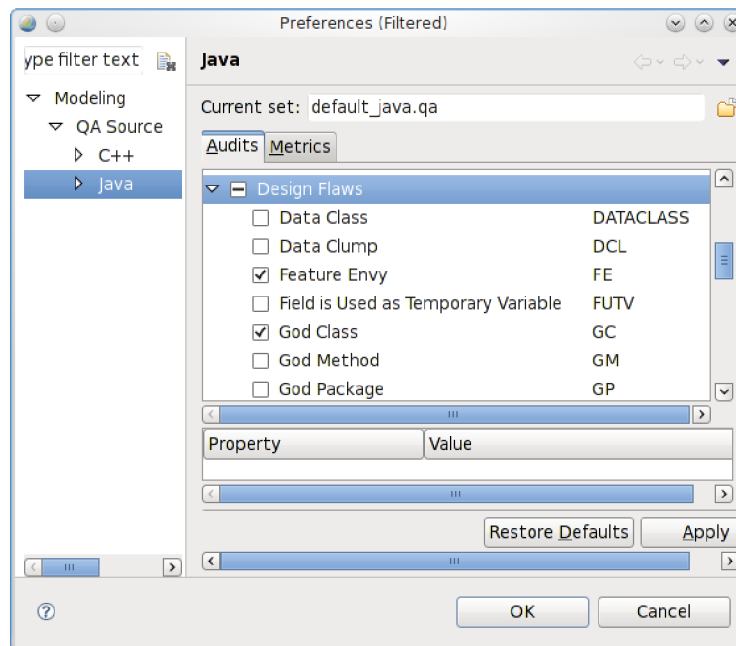 Preferences (Filtered)
ype filter text
Java
Modeling
QA Source
C++
Java
Current set: default_java.qa
Audits Metrics
Design Flaws
Data Class DATACLASS
Data Clump DCL
Feature Envy FE
Field is Used as Temporary Variable FUTV
God Class GC
God Method GM
God Package GP
Property Value
Restore Defaults Apply
OK Cancel